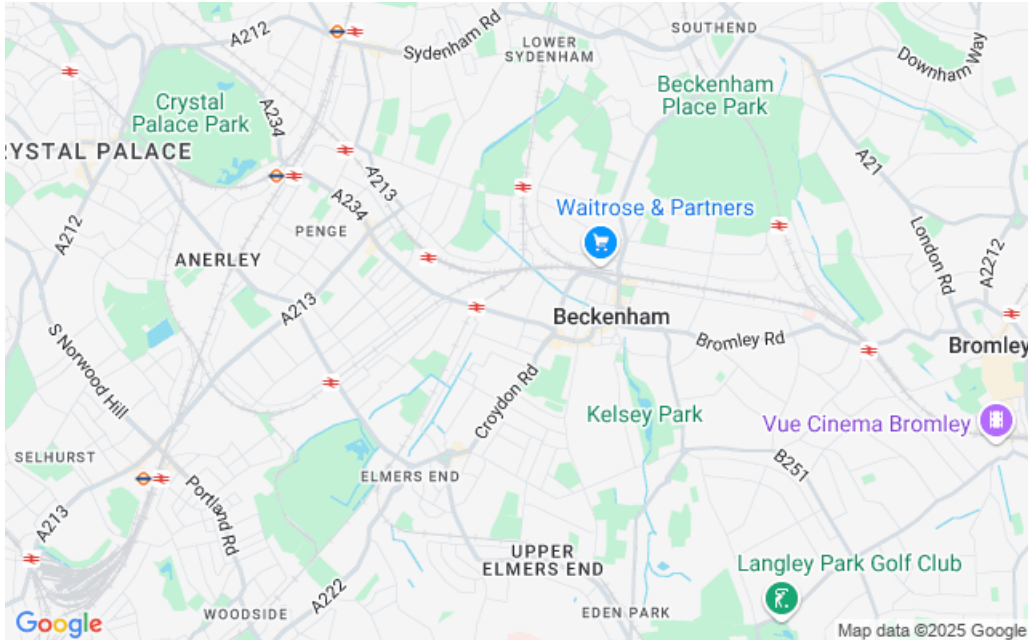 A212
Sydenham Rd
LOWER
SYDENHAM
SOUTHEND
Downham Way
Crystal
Palace Park
A234
Beckenham
Place Park
RYSTAL PALACE
A213
A21
A234
Waitrose & Partners
A212
PENGE
London Rd
A2212
ANERLEY
A213
Beckenham
Bromley Rd
Bromley
S Norwood Hill
Croydon Rd
Kelsey Park
Vue Cinema Bromley
SELHURST
ELMERS END
B251
Portland Rd
A213
UPPER
ELMERS END
Langley Park Golf Club
A222
WOODSIDE
EDEN PARK
Google
Map data ©2025 Google